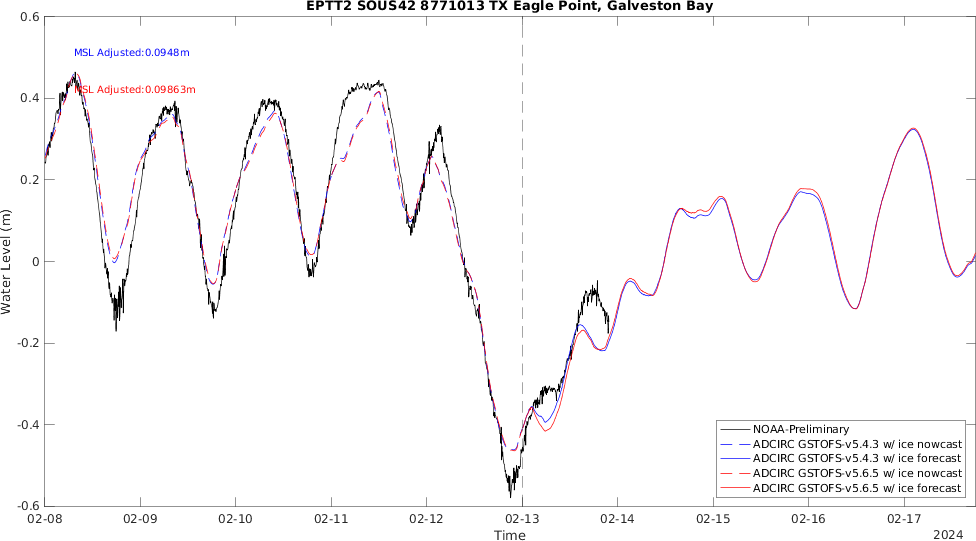 EPTT2 SOUS42 8771013 TX Eagle Point, Galveston Bay
0.6
MSL Adjusted:0.0948m
MSL Adjusted:0.09863m
0.4
0.2
0
-0.2
-0.4
-0.6
Water Level (m)
NOAA-Preliminary
ADCIRC GSTOFS-v5.4.3 w/ ice nowcast
ADCIRC GSTOFS-v5.4.3 w/ ice forecast
ADCIRC GSTOFS-v5.6.5 w/ ice nowcast
ADCIRC GSTOFS-v5.6.5 w/ ice forecast
02-08 02-09 02-10 02-11 02-12 02-13 02-14 02-15 02-16 02-17
Time
2024